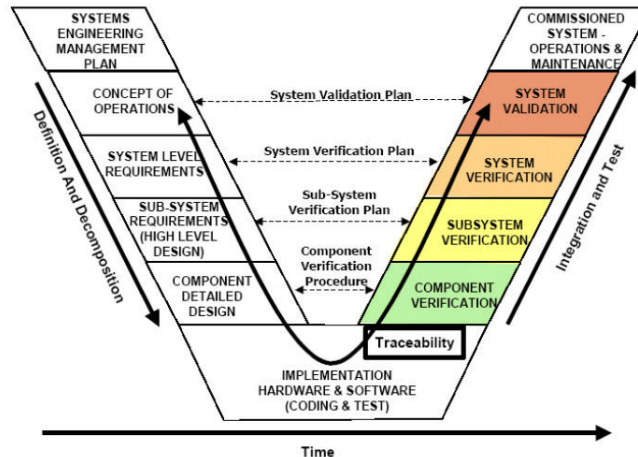 SYSTEMS
ENGINEERING
MANAGEMENT
PLAN
COMMISSIONED
SYSTEM -
OPERATIONS &
MAINTENANCE
CONCEPT OF
OPERATIONS
System Validation Plan
SYSTEM
VALIDATION
SYSTEM LEVEL
REQUIREMENTS
System Verification Plan
SYSTEM
VERIFICATION
SUB-SYSTEM
REQUIREMENTS
(HIGH LEVEL
DESIGN)
Sub-System
Verification Plan
SUBSYSTEM
VERIFICATION
COMPONENT
DETAILED
DESIGN
Component
Verification
Procedure
COMPONENT
VERIFICATION
Definition And Decomposition
Integration and Test
Traceability
IMPLEMENTATION
HARDWARE & SOFTWARE
(CODING & TEST)
Time